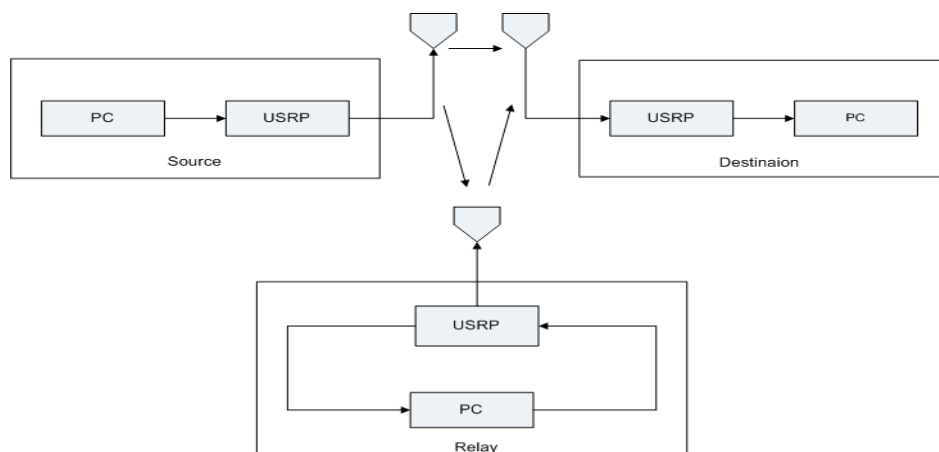 PC
USRP
Source
USRP
PC
Destinaion
USRP
PC
Relay